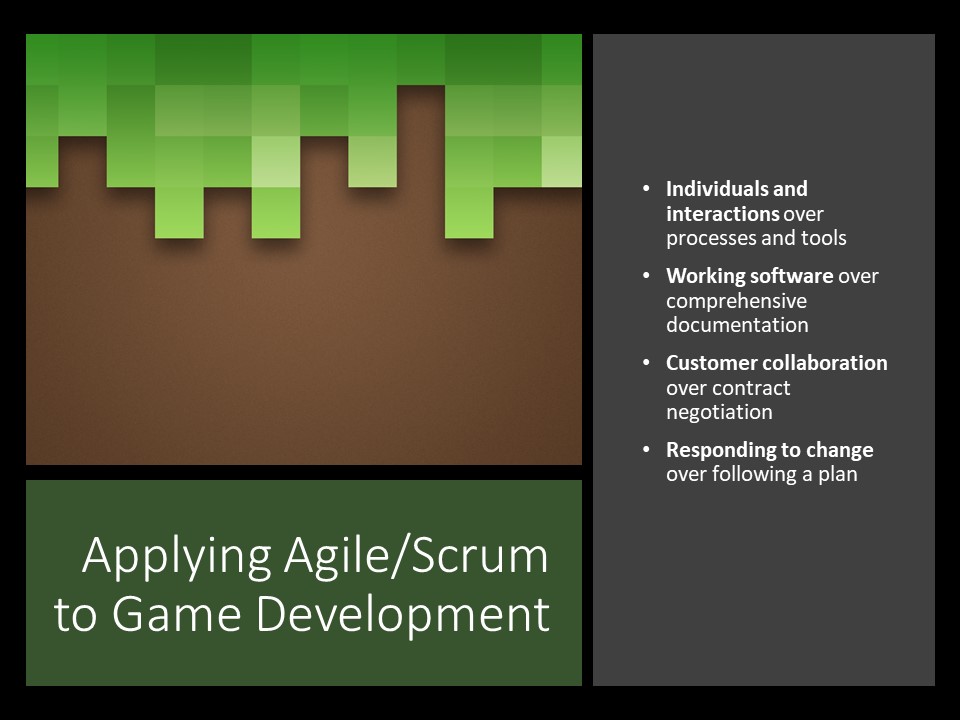 Applying Agile/Scrum
to Game Development
• Individuals and
interactions over
processes and tools
• Working software over
comprehensive
documentation
• Customer collaboration
over contract
negotiation
• Responding to change
over following a plan